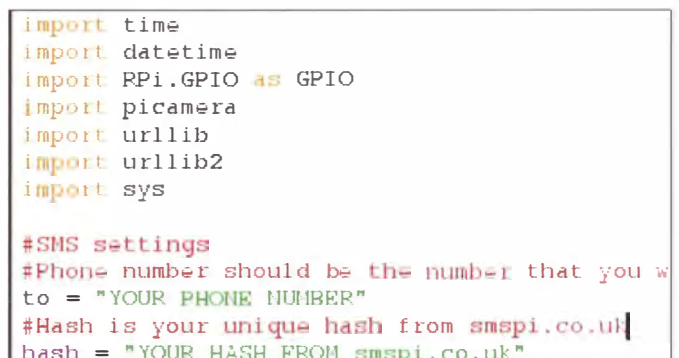 import time
import datetime
import RPi.GPIO as GPIO
import picamera
import urllib
import urllib2
import sys
#SMS settings
#Phone number should be the number that you w
to = "YOUR PHONE NUMBER"
#Hash is your unique hash from smspi.co.uk
hash = "YOUR HASH FROM smspi.co.uk"